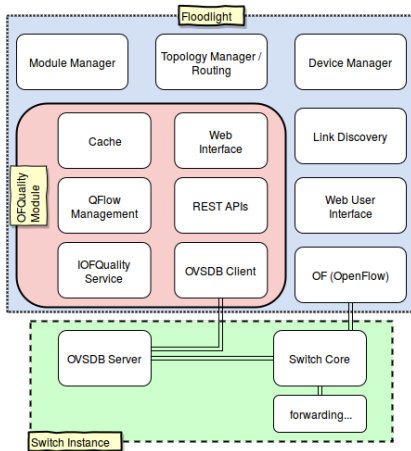 Floodlight
Module Manager
Topology Manager /
Routing
Device Manager
OFQuality
Module
Cache
Web
Interface
Link Discovery
QFlow
Management
REST APIs
Web User
Interface
IOFQuality
Service
OVSDB Client
OF (OpenFlow)
OVSDB Server
Switch Core
forwarding...
Switch Instance